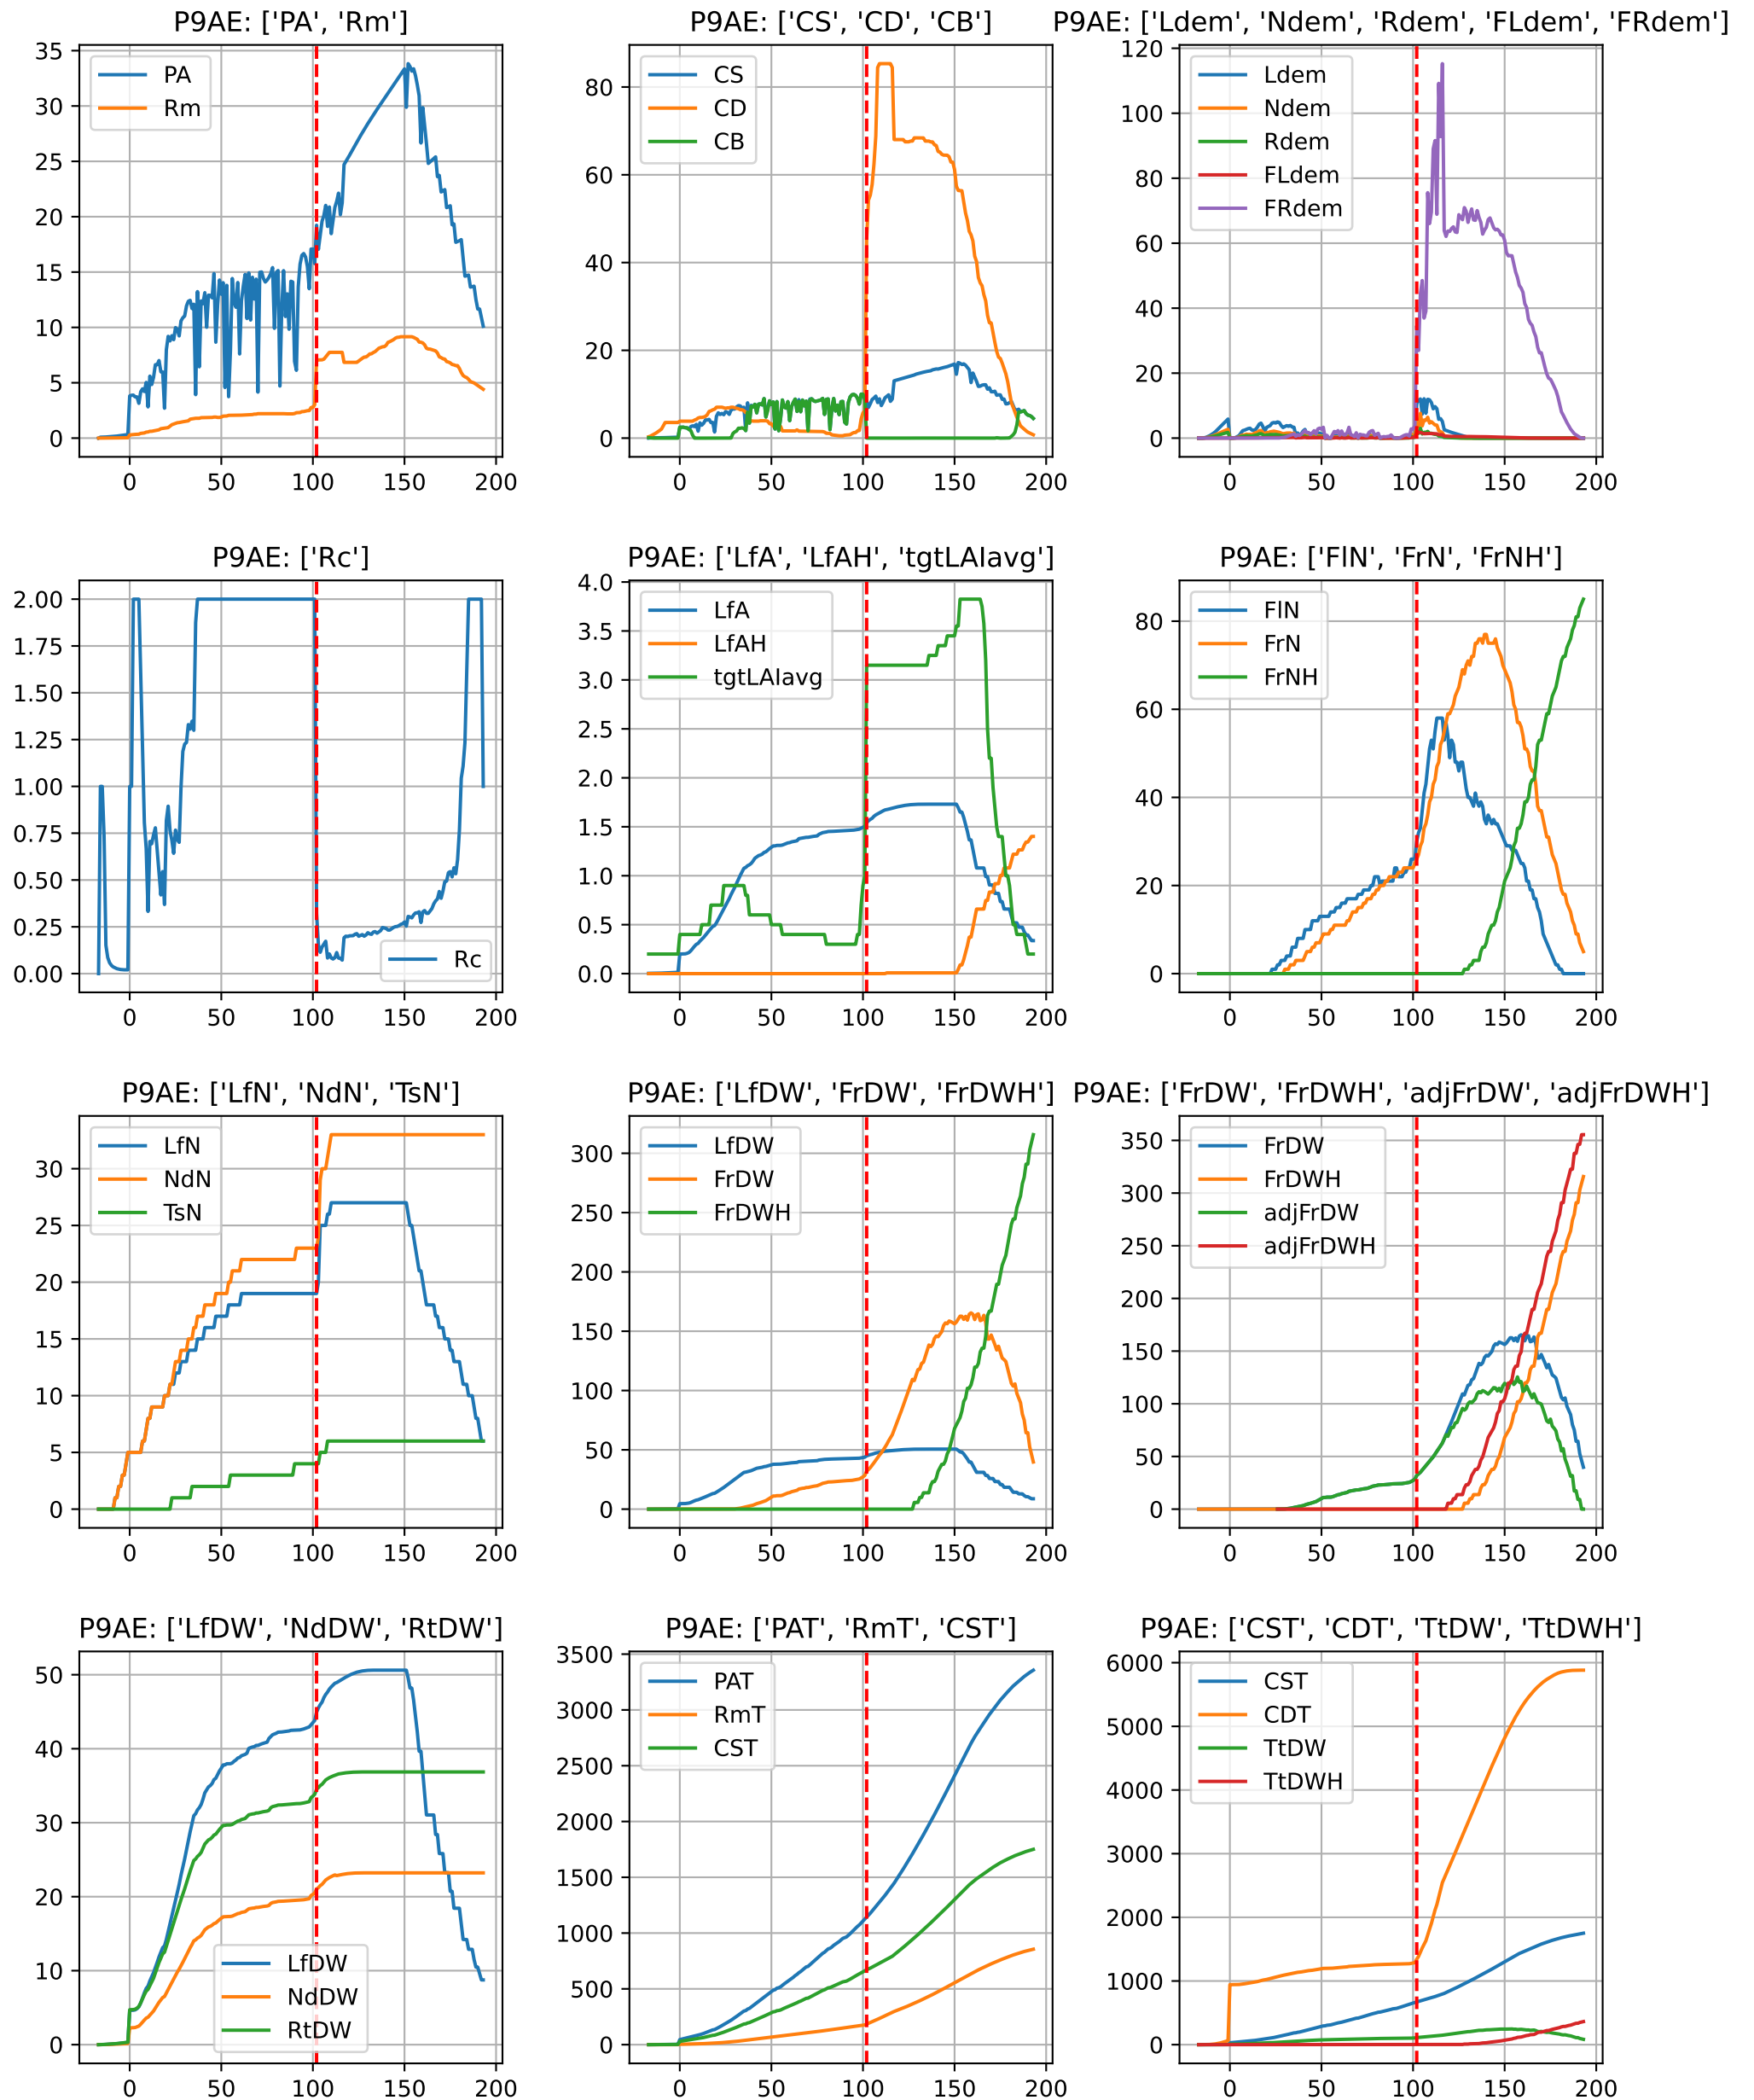 P9AE: ['PA', 'Rm']
35
30
25
20
15
10
5
0
0 50 100 150 200
PA
Rm
P9AE: ['CS', 'CD', 'CB']
80
60
40
20
0
0 50 100 150 200
CS
CD
CB
P9AE: ['Ldem', 'Ndem', 'Rdem', 'FLdem', 'FRdem']
120
100
80
60
40
20
0
0 50 100 150 200
Ldem
Ndem
Rdem
FLdem
FRdem
P9AE: ['Rc']
2.00
1.75
1.50
1.25
1.00
0.75
0.50
0.25
0.00
0 50 100 150 200
Rc
P9AE: ['LfA', 'LfAH', 'tgtLAIavg']
4.0
3.5
3.0
2.5
2.0
1.5
1.0
0.5
0.0
0 50 100 150 200
LfA
LfAH
tgtLAIavg
P9AE: ['FlN', 'FrN', 'FrNH']
80
60
40
20
0
0 50 100 150 200
FlN
FrN
FrNH
P9AE: ['LfN', 'NdN', 'TsN']
30
25
20
15
10
5
0
0 50 100 150 200
LfN
NdN
TsN
P9AE: ['LfDW', 'FrDW', 'FrDWH']
300
250
200
150
100
50
0
0 50 100 150 200
LfDW
FrDW
FrDWH
P9AE: ['FrDW', 'FrDWH', 'adjFrDW', 'adjFrDWH']
350
300
250
200
150
100
50
0
0 50 100 150 200
FrDW
FrDWH
adjFrDW
adjFrDWH
P9AE: ['LfDW', 'NdDW', 'RtDW']
50
40
30
20
10
0
0 50 100 150 200
LfDW
NdDW
RtDW
P9AE: ['PAT', 'RmT', 'CST']
3500
3000
2500
2000
1500
1000
500
0
0 50 100 150 200
PAT
RmT
CST
P9AE: ['CST', 'CDT', 'TtDW', 'TtDWH']
6000
5000
4000
3000
2000
1000
0
0 50 100 150 200
CST
CDT
TtDW
TtDWH